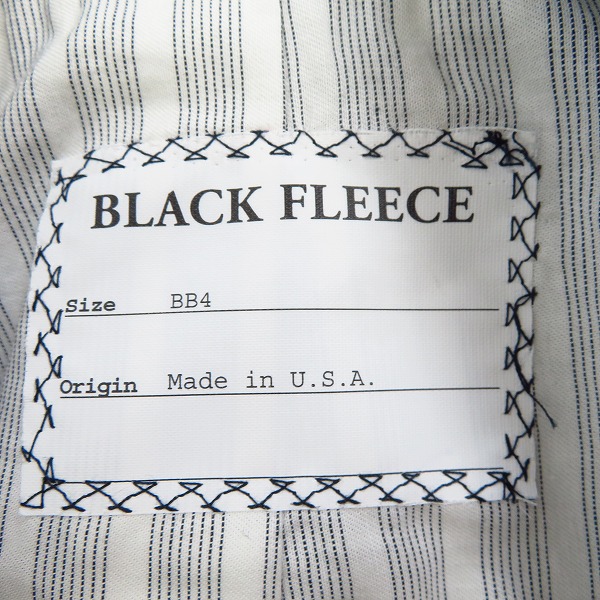 BLACK FLEECE
Size BB4
Origin Made in U.S.A.